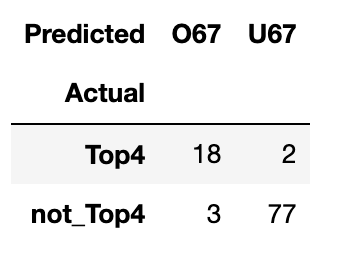 Predicted O67 U67
Actual
Top4 18 2
not_Top4 3 77